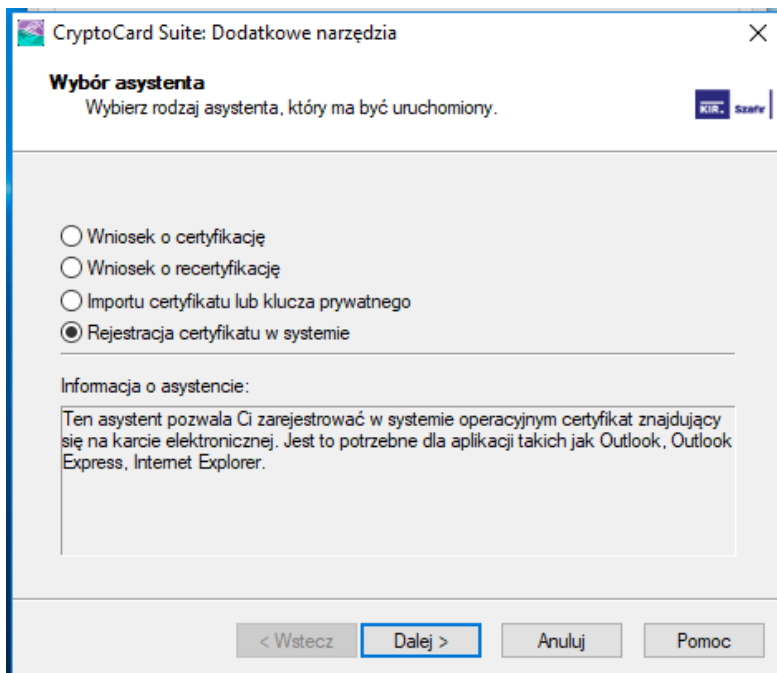 CryptoCard Suite: Dodatkowe narzędzia
Wybór asystenta
Wybierz rodzaj asystenta, który ma być uruchomiony.
KIR. Szafir
Wniosek o certyfikację
Wniosek o recertyfikację
Importu certyfikatu lub klucza prywatnego
Rejestracja certyfikatu w systemie
Informacja o asystencie:
Ten asystent pozwala Ci zarejestrować w systemie operacyjnym certyfikat znajdujący
się na karcie elektronicznej. Jest to potrzebne dla aplikacji takich jak Outlook, Outlook
Express, Internet Explorer.
< Wstecz
Dalej >
Anuluj
Pomoc